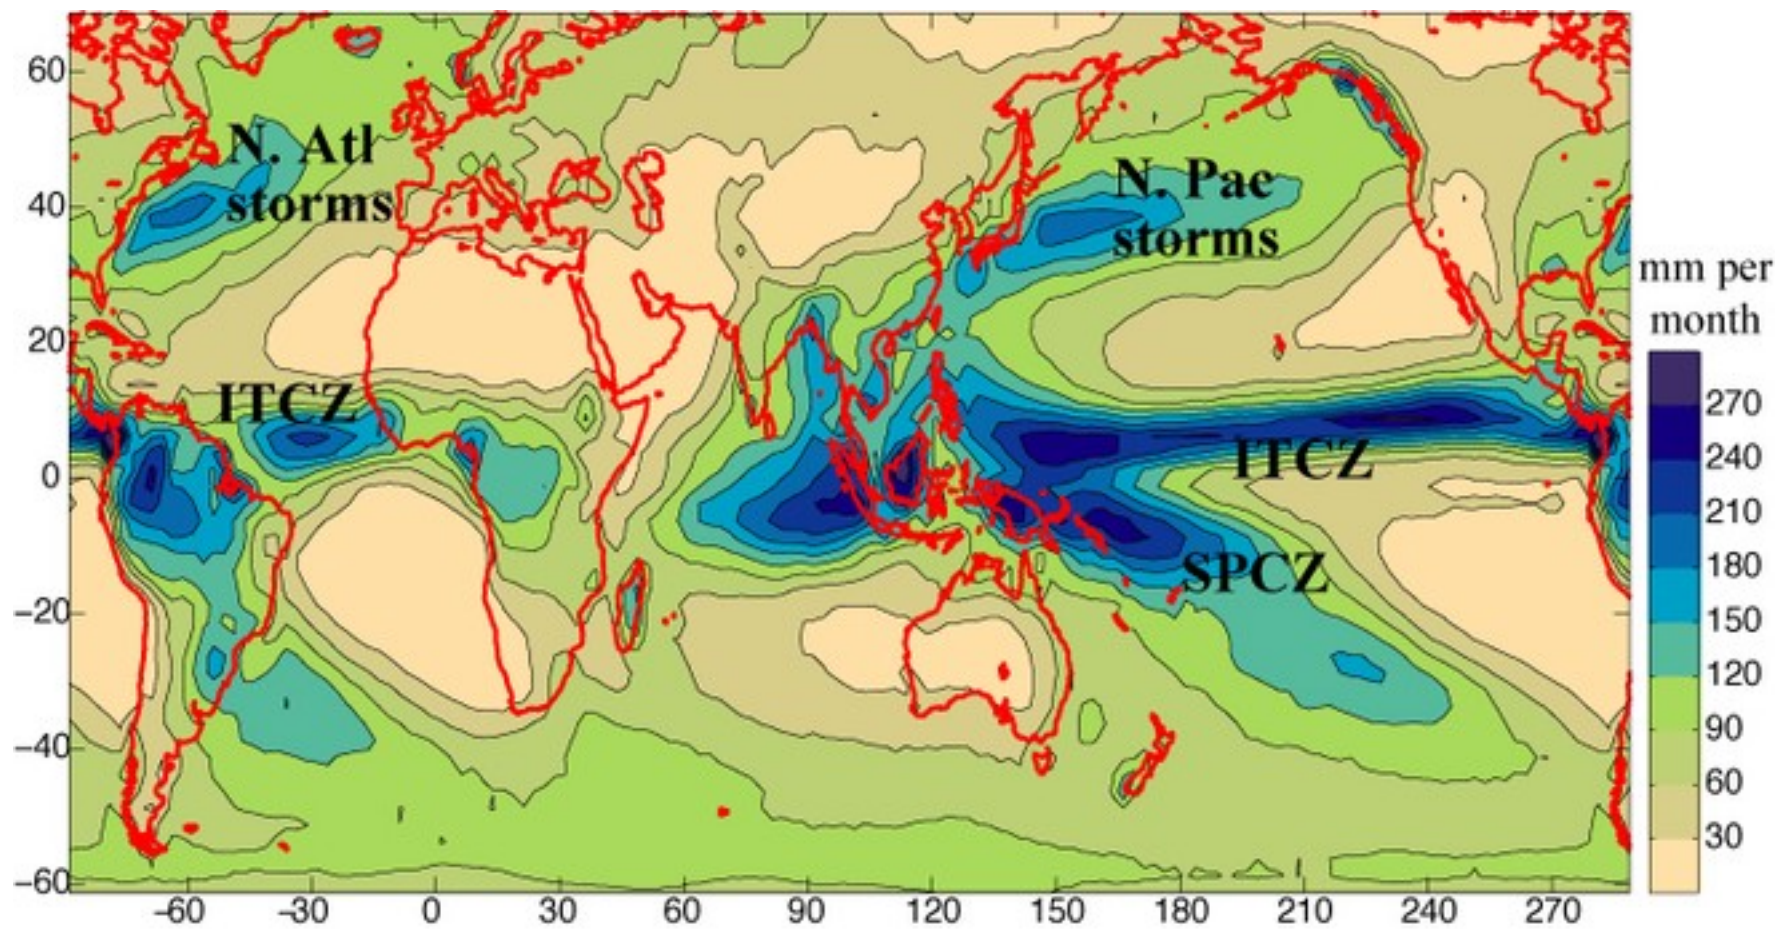 60
40
20
0
−20
−40
−60
−60 −30 0 30 60 90 120 150 180 210 240 270
N. Atl
storms
N. Pac
storms
ITCZ
ITCZ
SPCZ
mm per
month
270
240
210
180
150
120
90
60
30